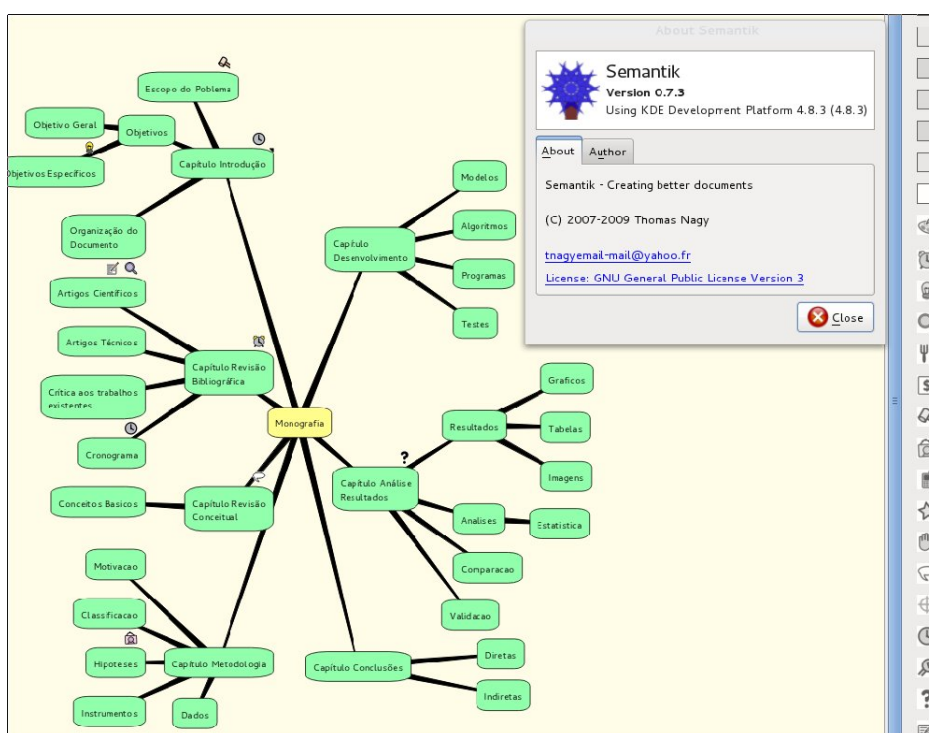 About Semantik
Semantik
Version 0.7.3
Using KDE Development Platform 4.8.3 (4.8.3)
About
Author
Semantik - Creating better documents
(C) 2007-2009 Thomas Nagy
tnagyemail-mail@yahoo.fr
License: GNU General Public License Version 3
Close
Escopo do Poblema
Objetivo Geral
Objetivos
bjetivos Específicos
Capítulo Introdução
Organização do
Documento
Artigos Científicos
Artigos Técnicos
Crítica aos trabalhos
existentes
Cronograma
Capítulo Revisão
Bibliográfica
Monografia
Conceitos Basicos
Capítulo Revisão
Conceitual
Motivacao
Classificacao
Hipoteses
Instrumentos
Dados
Capítulo Metodologia
Modelos
Algoritmos
Programas
Testes
Capítulo
Desenvolvimento
Graficos
Tabelas
Imagens
Resultados
?
Capítulo Análise
Resultados
Analises
Estatistica
Comparacao
Validacao
Capítulo Conclusões
Diretas
Indiretas
$
?